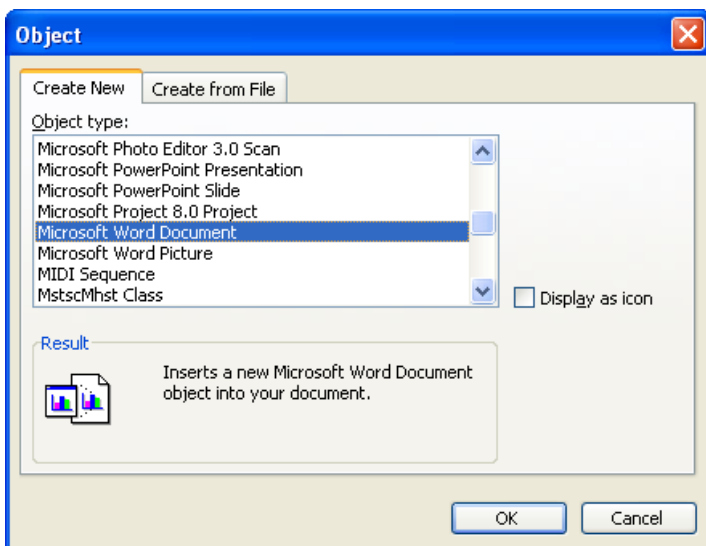 Object
Create New
Create from File
Object type:
Microsoft Photo Editor 3.0 Scan
Microsoft PowerPoint Presentation
Microsoft PowerPoint Slide
Microsoft Project 8.0 Project
Microsoft Word Document
Microsoft Word Picture
MIDI Sequence
MstscMhst Class
Display as icon
Result
Inserts a new Microsoft Word Document
object into your document.
OK
Cancel